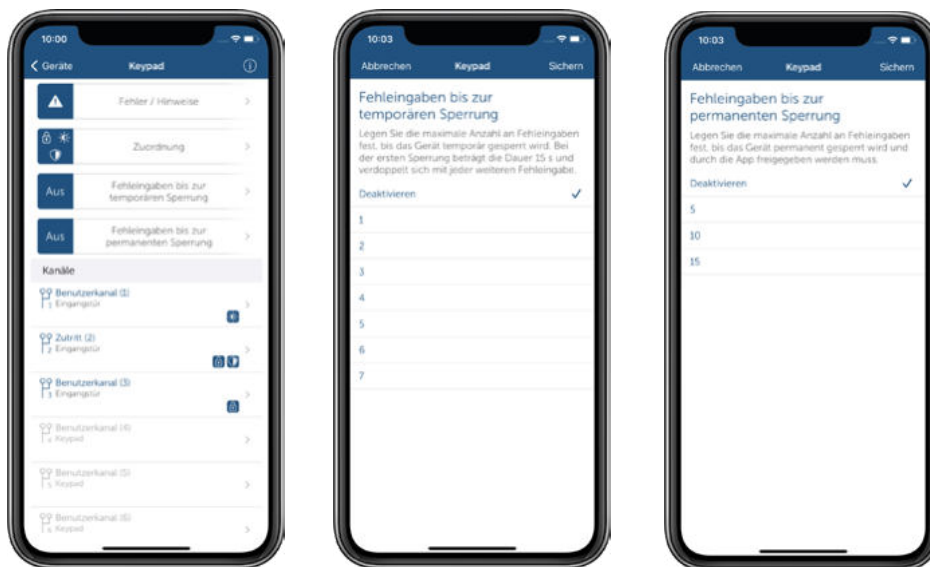 10:00
Geräte
Keypad
Fehler / Hinweise
Zuordnung
Aus
Fehleingaben bis zur
temporären Sperrung
Aus
Fehleingaben bis zur
permanenten Sperrung
Kanäle
Benutzerkanal (1)
1 Eingangstür
Zutritt (2)
2 Eingangstür
Benutzerkanal (3)
3 Eingangstür
Benutzerkanal (4)
4 Keypad
Benutzerkanal (5)
5 Keypad
Benutzerkanal (6)
6 Keypad
10:03
Abbrechen Keypad Sichern
Fehleingaben bis zur
temporären Sperrung
Legen Sie die maximale Anzahl an Fehleingaben
fest, bis das Gerät temporär gesperrt wird. Bei
der ersten Sperrung beträgt die Dauer 15 s und
verdoppelt sich mit jeder weiteren Fehleingabe.
Deaktivieren
1
2
3
4
5
6
7
10:03
Abbrechen Keypad Sichern
Fehleingaben bis zur
permanenten Sperrung
Legen Sie die maximale Anzahl an Fehleingaben
fest, bis das Gerät permanent gesperrt wird und
durch die App freigegeben werden muss.
Deaktivieren
5
10
15